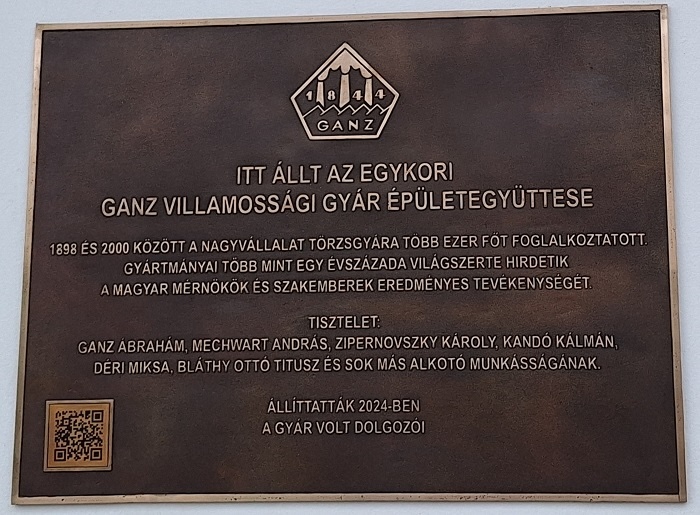 1844
GANZ
ITT ÁLLT AZ EGYKORI
GANZ VILLAMOSSÁGI GYÁR ÉPÜLETEGYÜTTESE
1898 ÉS 2000 KÖZÖTT A NAGYVÁLLALAT TÖRZSGYÁRA TÖBB EZER FŐT FOGLALKOZTATOTT.
GYÁRTMÁNYAI TÖBB MINT EGY ÉVSZÁZADA VILÁGSZERTE HIRDETIK
A MAGYAR MÉRNÖKÖK ÉS SZAKEMBEREK EREDMÉNYES TEVÉKENYSÉGÉT.
TISZTELET:
GANZ ÁBRAHÁM, MECHWART ANDRÁS, ZIPERNOVSZKY KÁROLY, KANDÓ KÁLMÁN,
DÉRI MIKSA, BLÁTHY OTTÓ TITUSZ ÉS SOK MÁS ALKOTÓ MUNKÁSSÁGÁNAK.
ÁLLÍTTATTÁK 2024-BEN
A GYÁR VOLT DOLGOZÓI